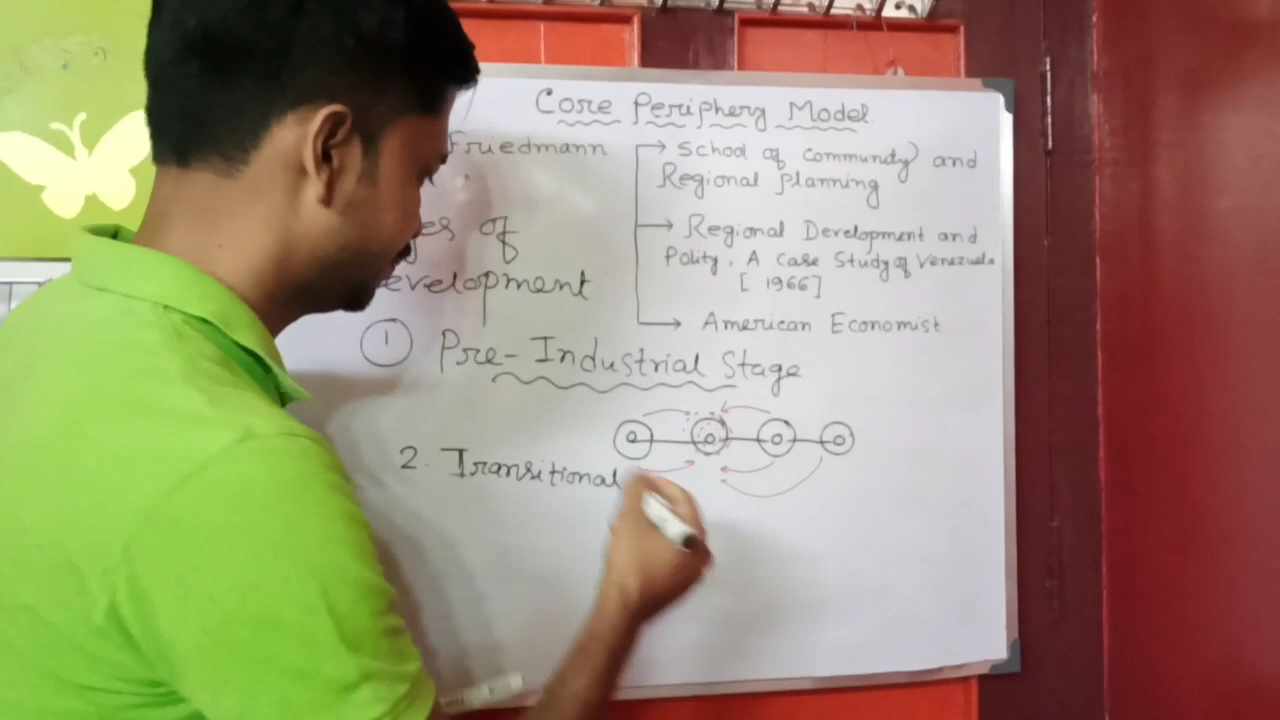 Core Periphery Model
Friedmann
School of Community and
Regional planning
Regional Development and
Polity, A case Study of Venezuela
[ 1966]
American Economist
of
evelopment
1 Pre-Industrial Stage
2. Transitional